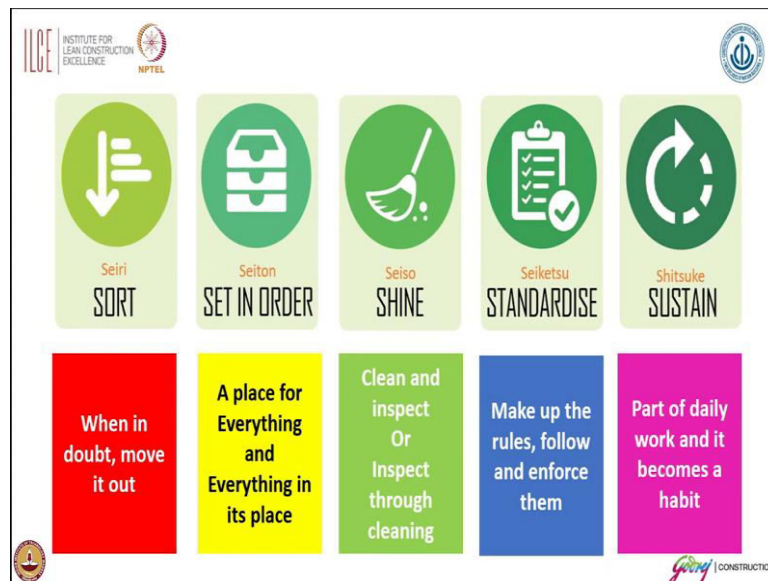 ILCE
INSTITUTE FOR
LEAN CONSTRUCTION
EXCELLENCE
NPTEL
Seiri
SORT
Seiton
SET IN ORDER
Seiso
SHINE
Seiketsu
STANDARDISE
Shitsuke
SUSTAIN
When in
doubt, move
it out
A place for
Everything
and
Everything in
its place
Clean and
inspect
Or
Inspect
through
cleaning
Make up the
rules, follow
and enforce
them
Part of daily
work and it
becomes a
habit
Godrej | CONSTRUCTIO